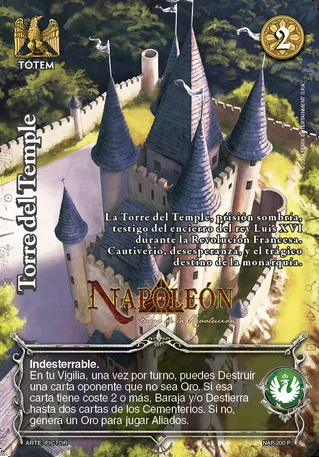 TÓTEM
2
Torre del Temple
La Torre del Temple, prisión sombría,
testigo del encierro del rey Luis XVI
durante la Revolución Francesa.
Cautiverio, desesperanza, y el trágico
destino de la monarquía.
NAPOLEÓN
Indesterrable.
En tu Vigilia, una vez por turno, puedes Destruir
una carta oponente que no sea Oro. Si esa
carta tiene coste 2 o más, Baraja y/o Destierra
hasta dos cartas de los Cementerios. Si no,
genera un Oro para jugar Aliados.
ARTE: PICTOR
NAP-200 P